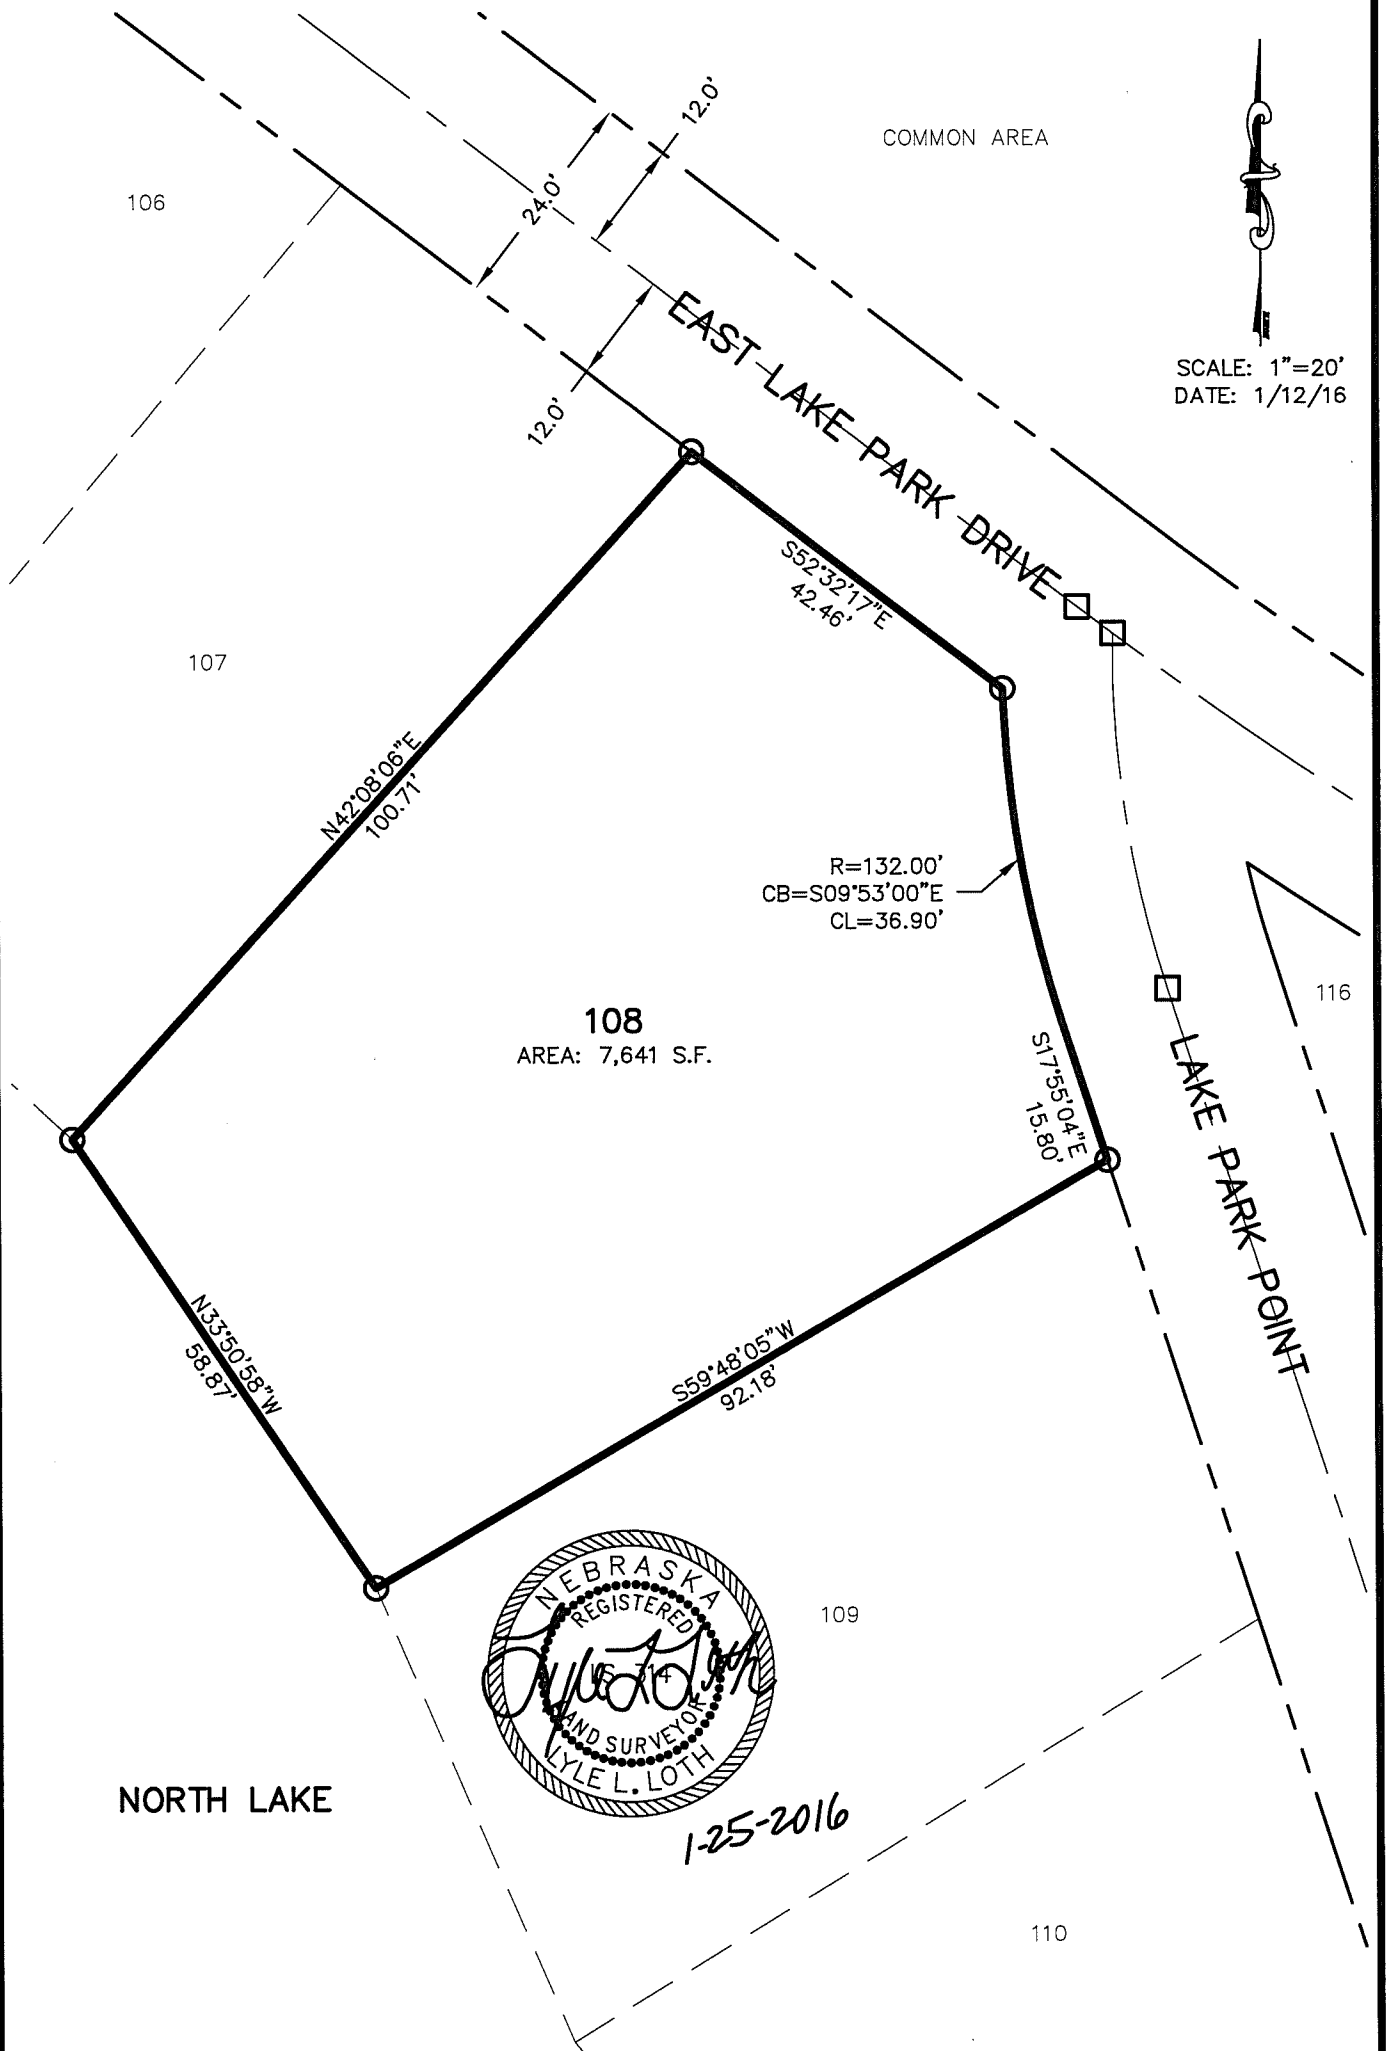 12.0'
COMMON AREA
24.0'
106
EAST LAKE PARK DRIVE
SCALE: 1"=20'
DATE: 1/12/16
12.0'
S52°32'17"E
42.46'
107
N42°08'06"E
100.71'
R=132.00'
CB=S09°53'00"E
CL=36.90'
116
108
AREA: 7,641 S.F.
S17°55'04"E
15.80'
LAKE PARK POINT
N33°50'58"W
58.87'
S59°48'05"W
92.18'
109
NEBRASKA
REGISTERED
LS 314
LAND SURVEYOR
LYLE L. LOTH
Lyle L. Loth
NORTH LAKE
1-25-2016
110